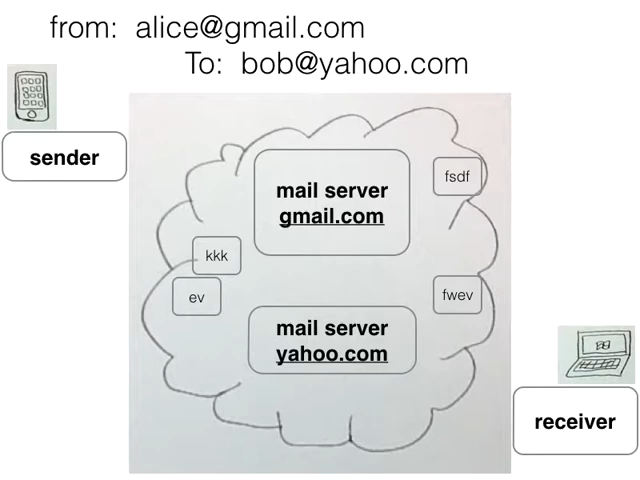 from: alice@gmail.com
To: bob@yahoo.com
sender
mail server
gmail.com
fsdf
kkk
ev
fwev
mail server
yahoo.com
receiver